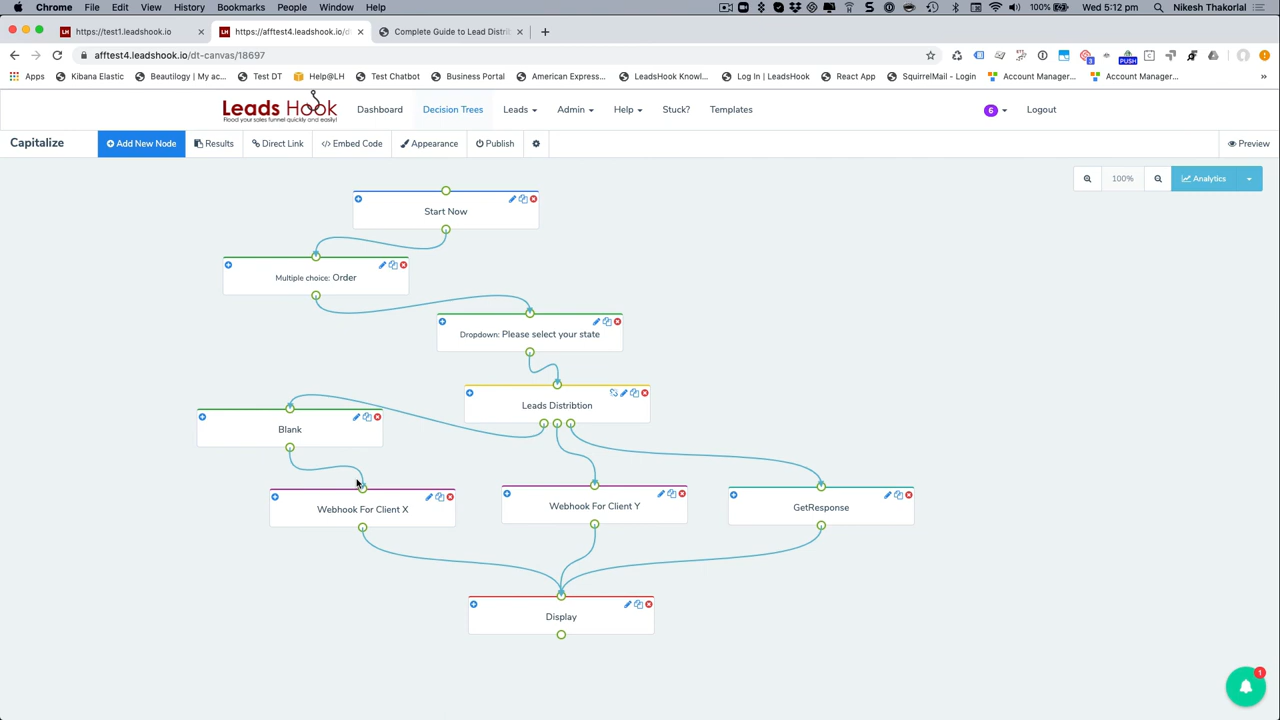 Chrome File Edit View History Bookmarks People Window Help 100% Wed 5:12 pm Nikesh Thakorlal
https://test1.leadshook.io × https://afftest4.leadshook.io/d × Complete Guide to Lead Distrib × +
afftest4.leadshook.io/dt-canvas/18697 3 PUSH
Apps Kibana Elastic Beautilogy | My ac... Test DT Help@LH Test Chatbot Business Portal American Express... LeadsHook Knowl... Log In | LeadsHook React App SquirrelMail - Login Account Manager... Account Manager... »
Leads Hook
Flood your sales funnel quickly and easily!
Dashboard Decision Trees Leads Admin Help Stuck? Templates 6 Logout
Capitalize Add New Node Results Direct Link </> Embed Code Appearance Publish Preview
100% Analytics
Start Now
Multiple choice: Order
Dropdown: Please select your state
Leads Distribtion
Blank
Webhook For Client X
Webhook For Client Y
GetResponse
Display
1